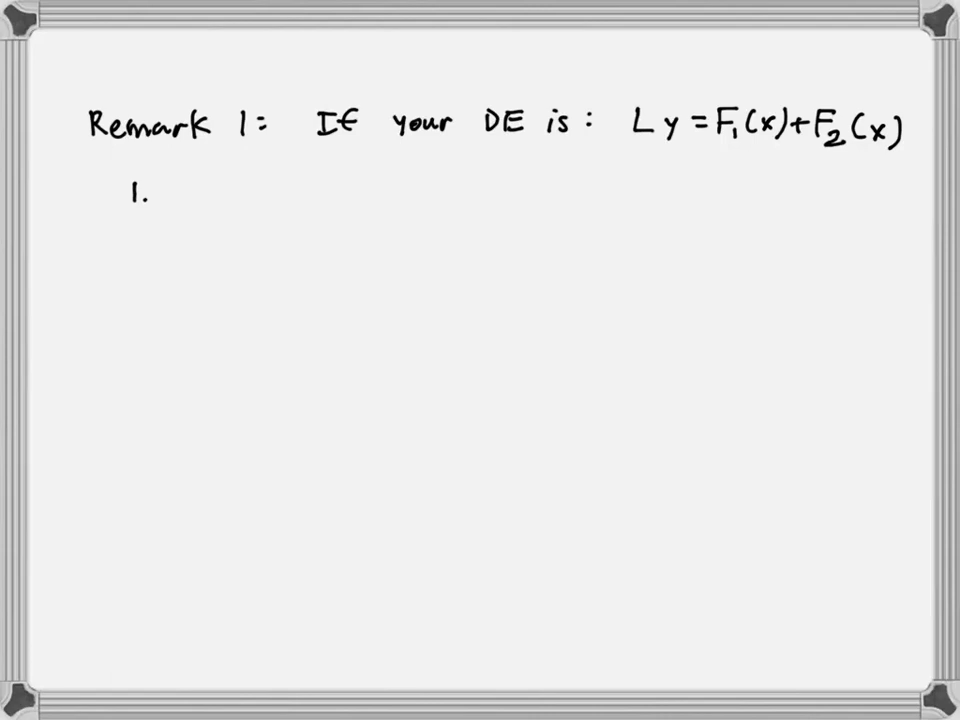 Remark 1: If your DE is: Ly = F₁(x) + F₂(x)
1.